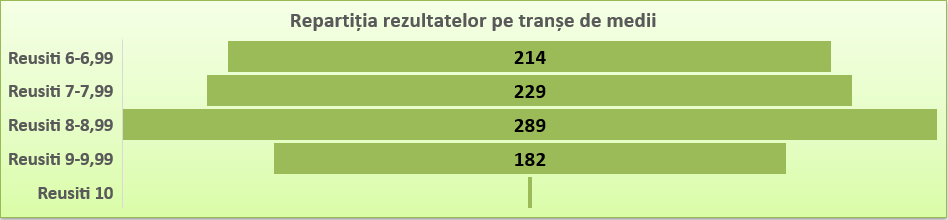 Repartiția rezultatelor pe tranșe de medii
Reusiti 6-6,99 214
Reusiti 7-7,99 229
Reusiti 8-8,99 289
Reusiti 9-9,99 182
Reusiti 10